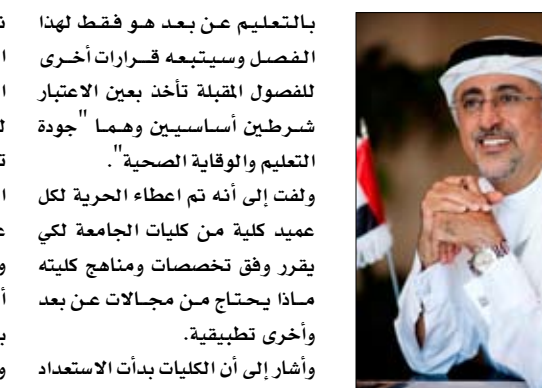 بالتعليم عن بعد هو فقط لهذا
الفصل وسيتبعه قرارات أخرى
للفصول المقبلة تأخذ بعين الاعتبار
شرطين أساسيين وهما "جودة
التعليم والوقاية الصحية".
ولفت إلى أنه تم اعطاء الحرية لكل
عميد كلية من كليات الجامعة لكي
يقرر وفق تخصصات ومناهج كليته
ماذا يحتاج من مجالات عن بعد
وأخرى تطبيقية.
وأشار إلى أن الكليات بدأت الاستعداد